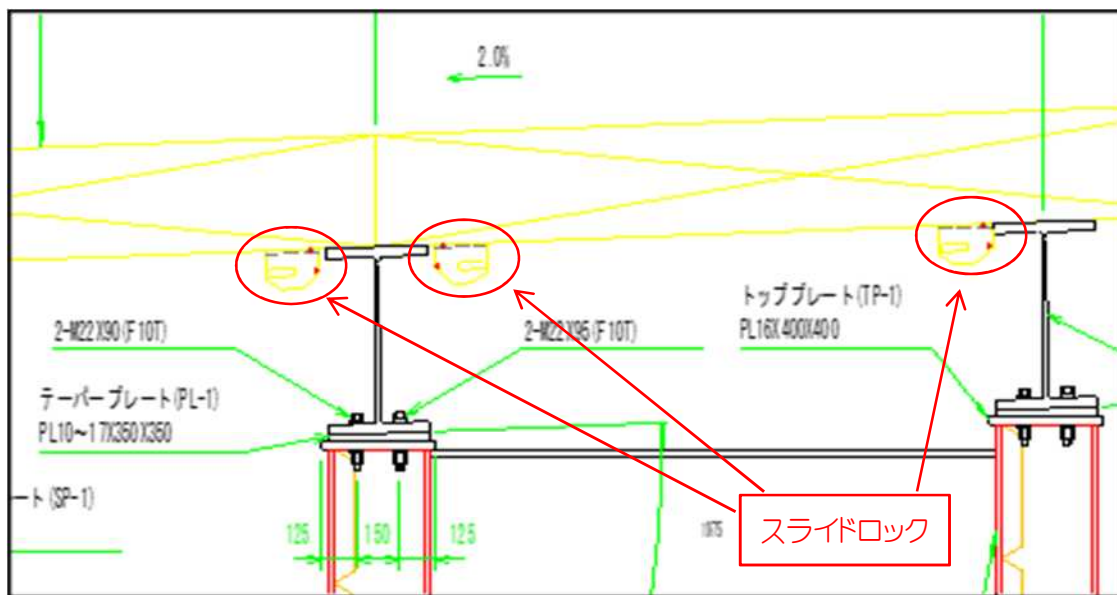 2.0%
2-M22X90(F10T)
2-M22X95(F10T)
トッププレート(TP-1)
PL16X400X400
テーパープレート(PL-1)
PL10〜17X350X350
ート(SP-1)
125
150
125
スライドロック